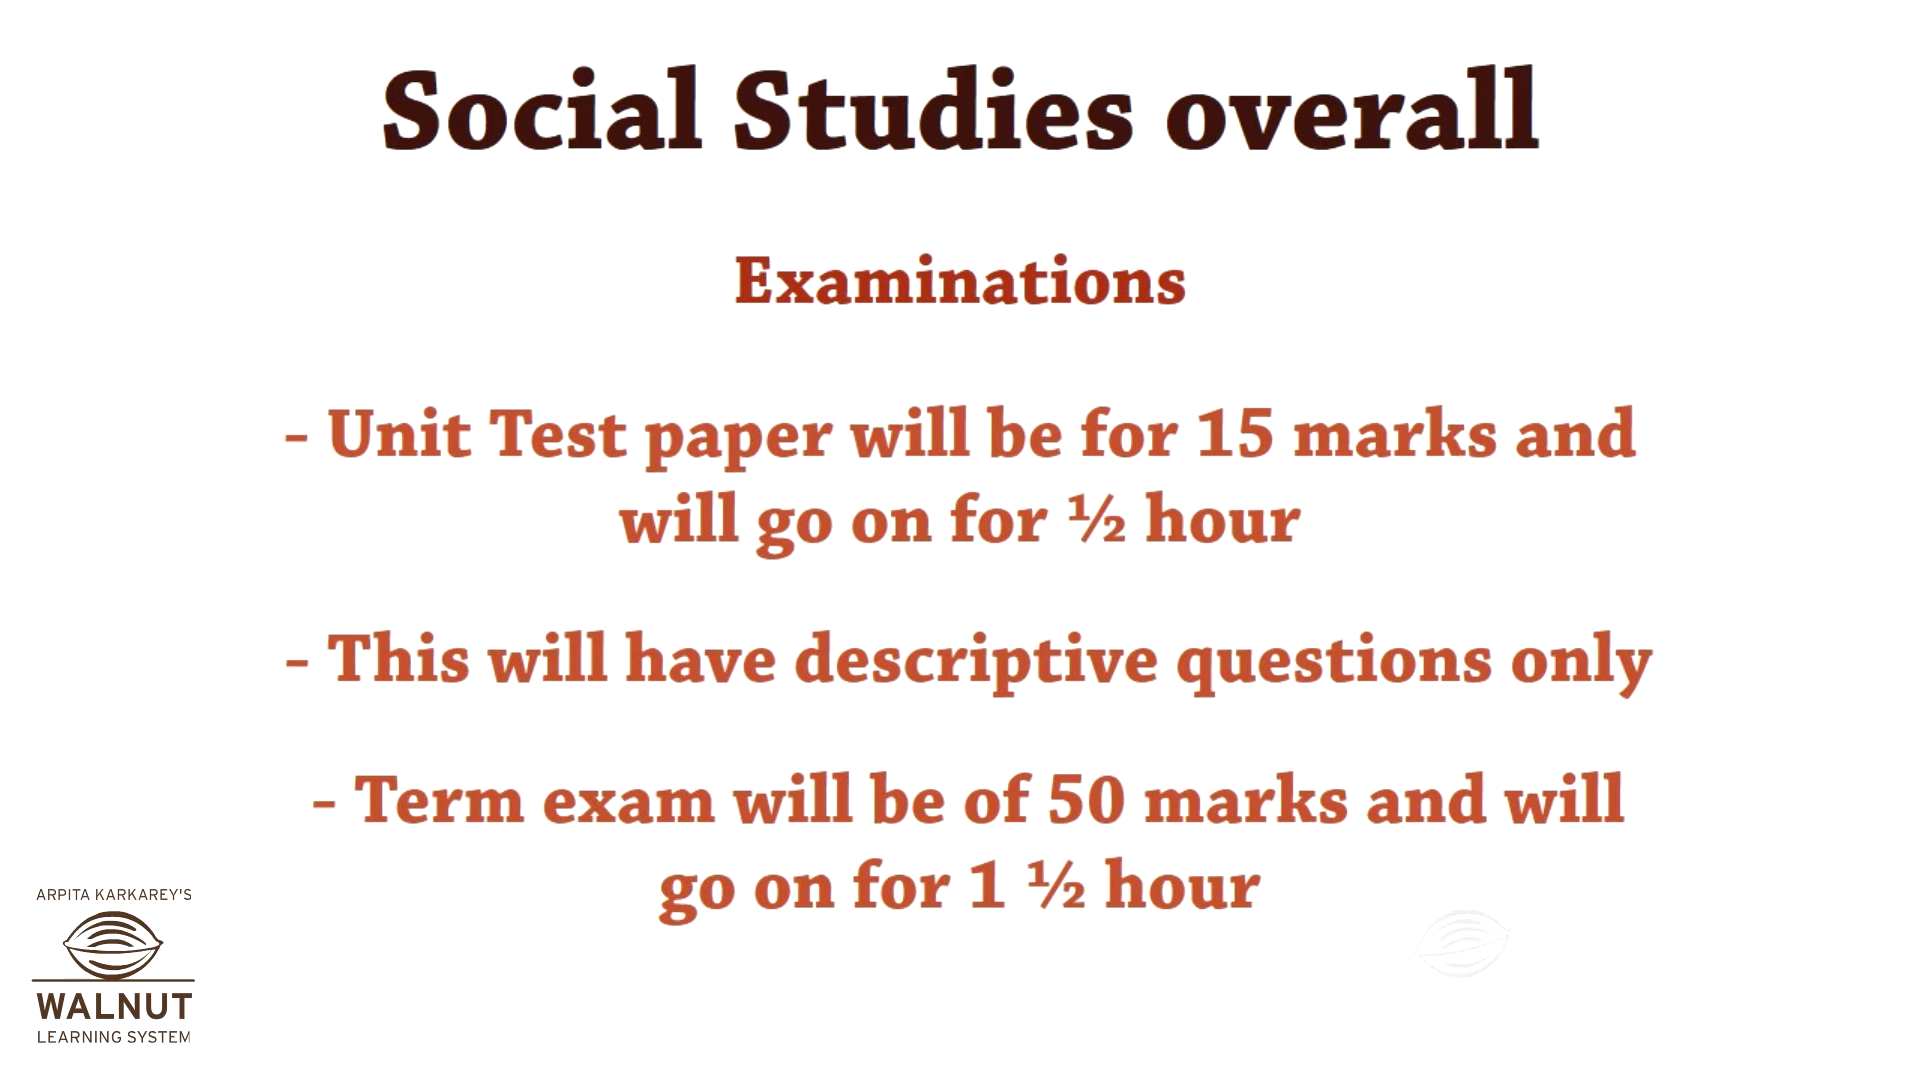 Social Studies overall
Examinations
- Unit Test paper will be for 15 marks and
will go on for ½ hour
- This will have descriptive questions only
- Term exam will be of 50 marks and will
go on for 1 ½ hour
ARPITA KARKAREY'S
WALNUT
LEARNING SYSTEM